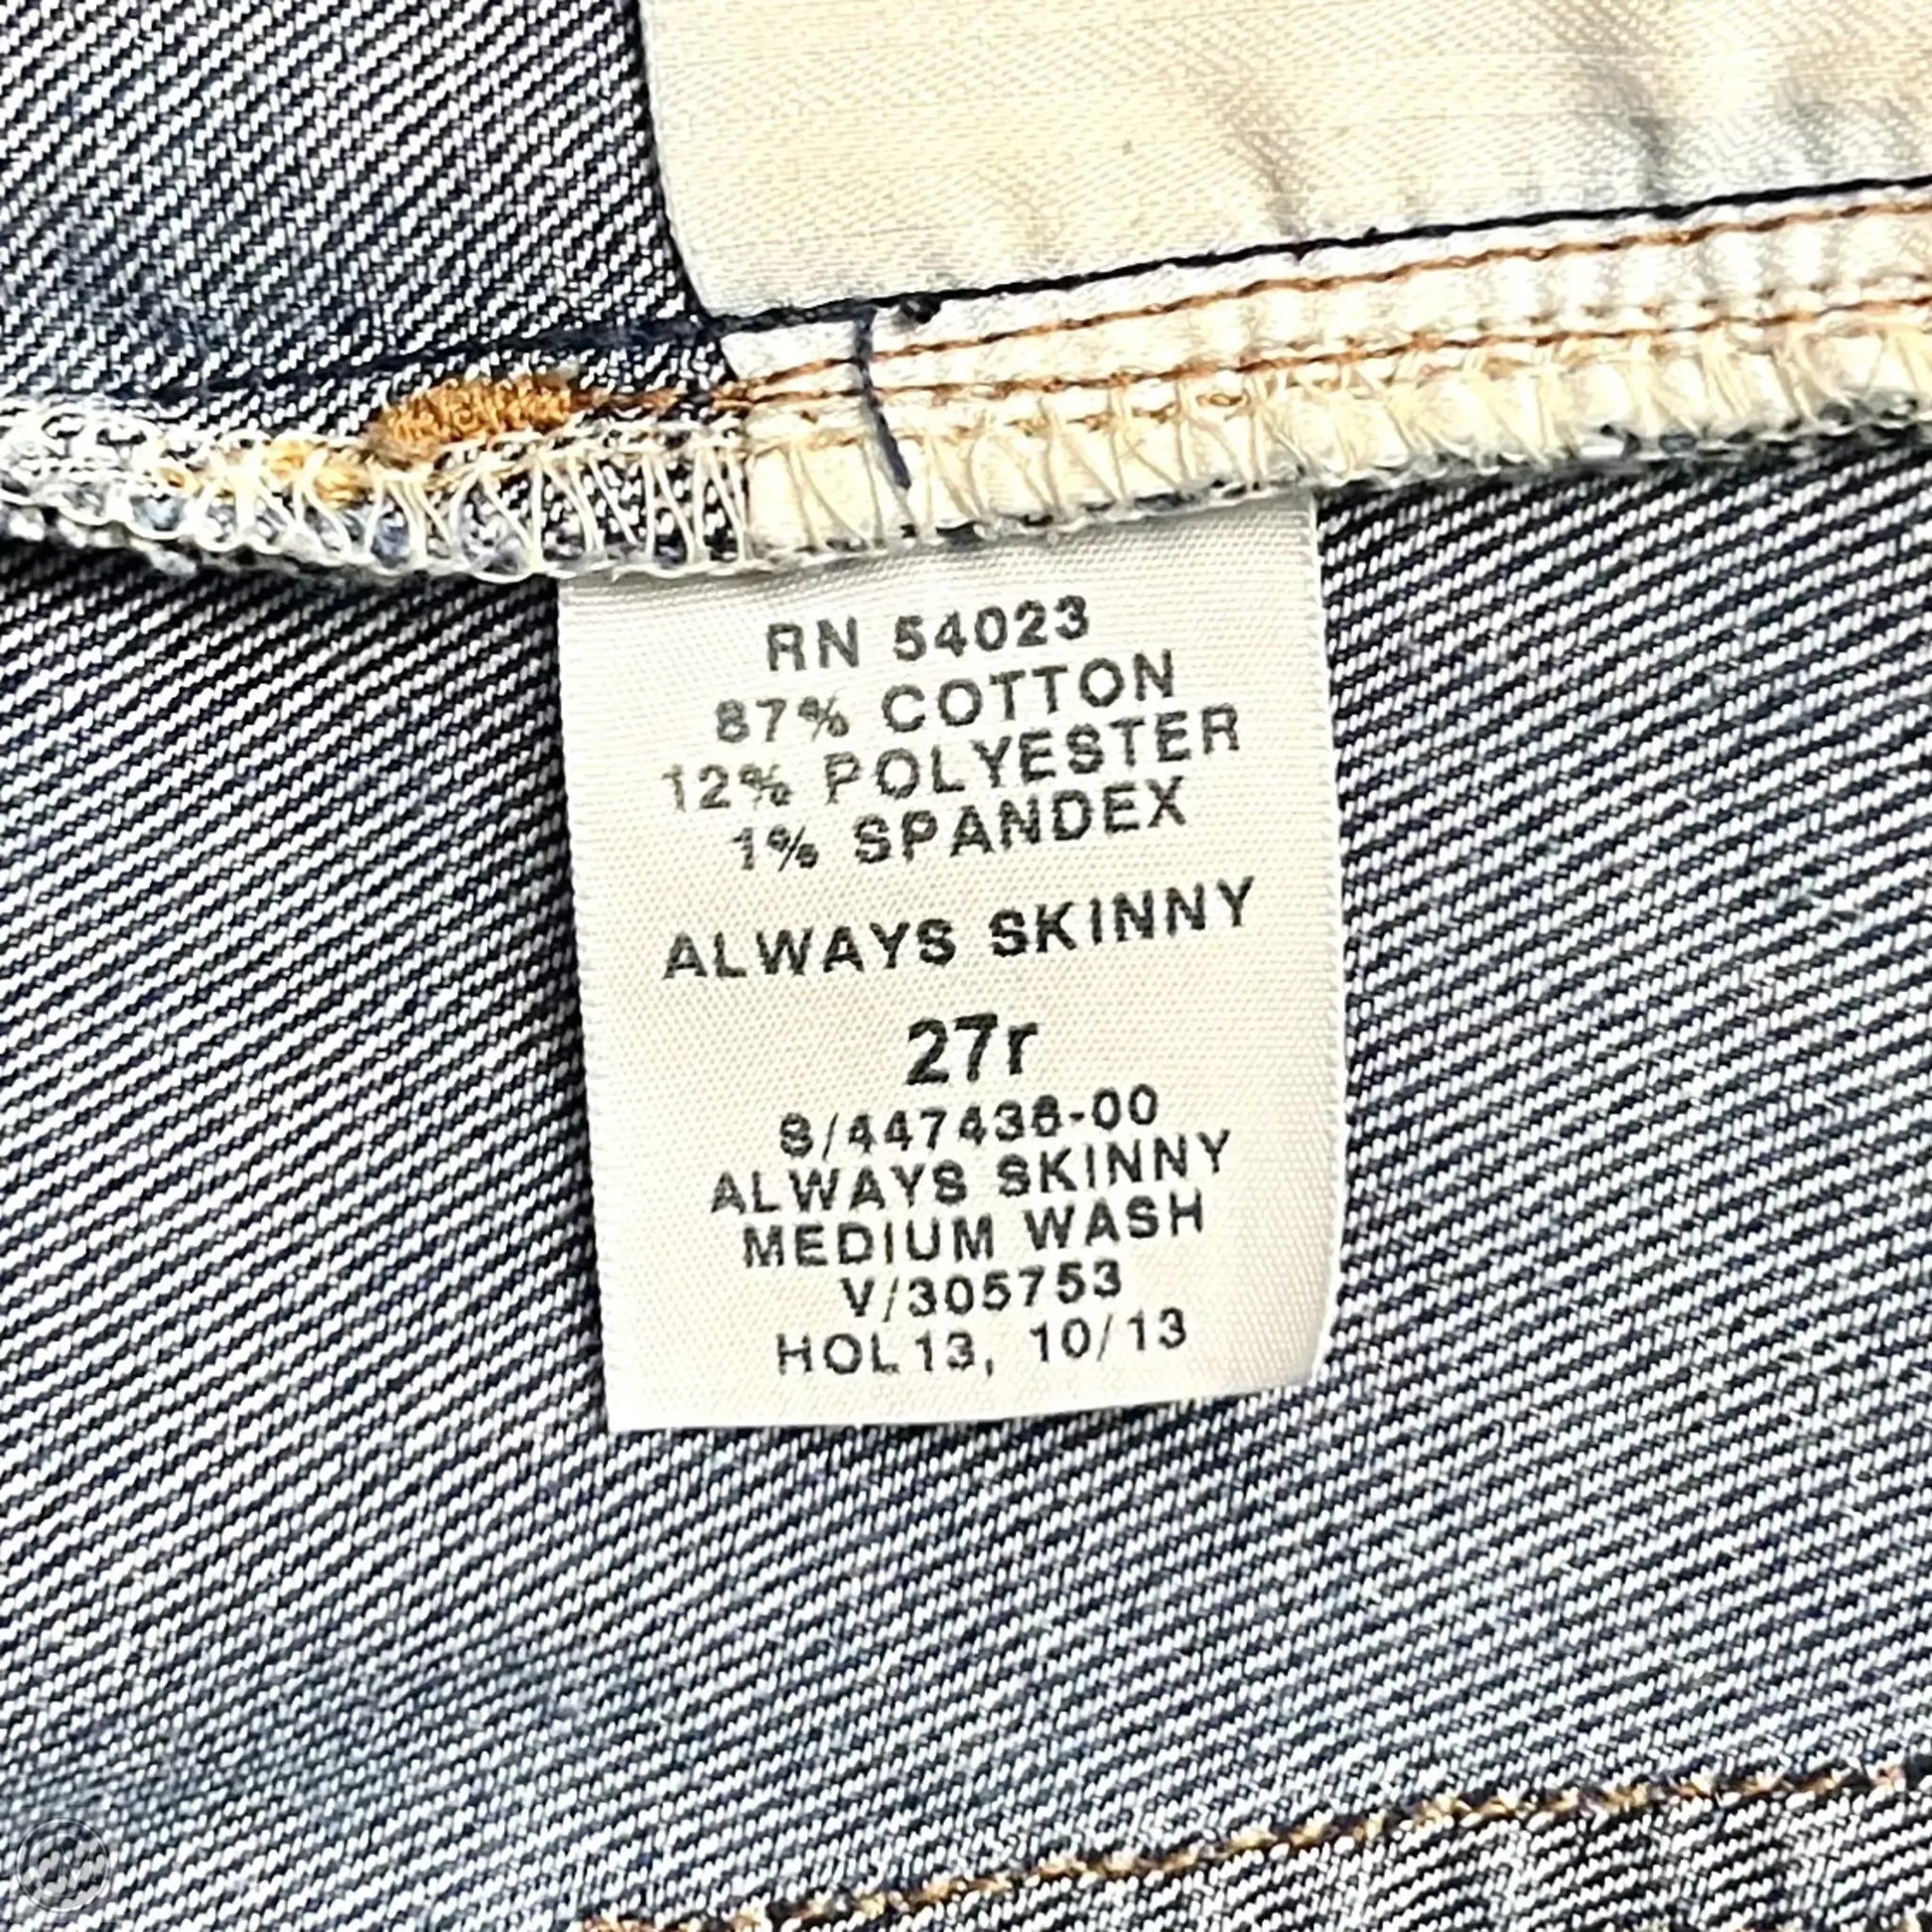 RN 54023
87% COTTON
12% POLYESTER
1% SPANDEX
ALWAYS SKINNY
27r
S/447438-00
ALWAYS SKINNY
MEDIUM WASH
V/305753
HOL13, 10/13